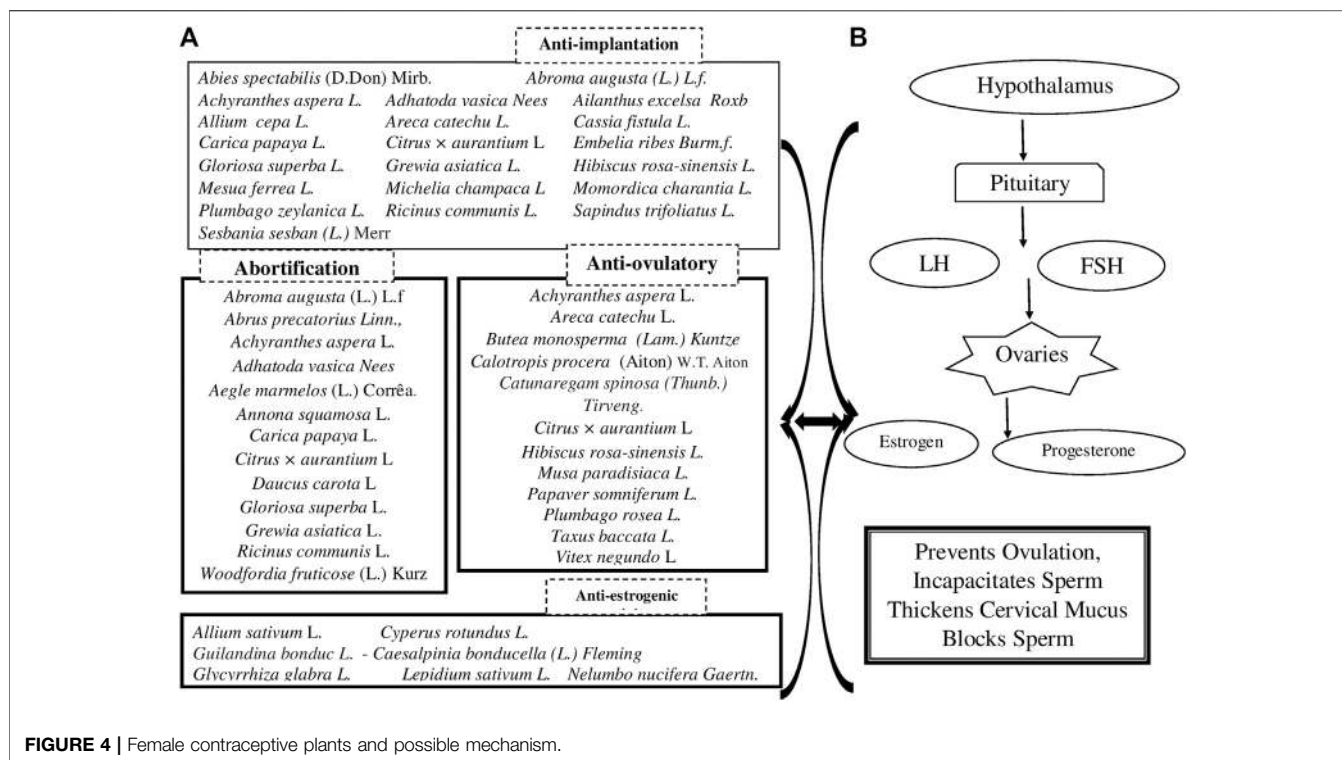 A
Anti-implantation
Abies spectabilis (D.Don) Mirb. Abroma augusta (L.) L.f.
Achyranthes aspera L. Adhatoda vasica Nees Ailanthus excelsa Roxb
Allium cepa L. Areca catechu L. Cassia fistula L.
Carica papaya L. Citrus × aurantium L Embelia ribes Burm.f.
Gloriosa superba L. Grewia asiatica L. Hibiscus rosa-sinensis L.
Mesua ferrea L. Michelia champaca L Momordica charantia L.
Plumbago zeylanica L. Ricinus communis L. Sapindus trifoliatus L.
Sesbania sesban (L.) Merr
Abortification
Abroma augusta (L.) L.f
Abrus precatorius Linn.,
Achyranthes aspera L.
Adhatoda vasica Nees
Aegle marmelos (L.) Corrêa.
Annona squamosa L.
Carica papaya L.
Citrus × aurantium L
Daucus carota L
Gloriosa superba L.
Grewia asiatica L.
Ricinus communis L.
Woodfordia fruticose (L.) Kurz
Anti-ovulatory
Achyranthes aspera L.
Areca catechu L.
Butea monosperma (Lam.) Kuntze
Calotropis procera (Aiton) W.T. Aiton
Catunaregam spinosa (Thunb.)
Tirveng.
Citrus × aurantium L
Hibiscus rosa-sinensis L.
Musa paradisiaca L.
Papaver somniferum L.
Plumbago rosea L.
Taxus baccata L.
Vitex negundo L
Anti-estrogenic
Allium sativum L. Cyperus rotundus L.
Guilandina bonduc L. - Caesalpinia bonducella (L.) Fleming
Glycyrrhiza glabra L. Lepidium sativum L. Nelumbo nucifera Gaertn.
B
Hypothalamus
Pituitary
LH FSH
Ovaries
Estrogen Progesterone
Prevents Ovulation,
Incapacitates Sperm
Thickens Cervical Mucus
Blocks Sperm
FIGURE 4 | Female contraceptive plants and possible mechanism.